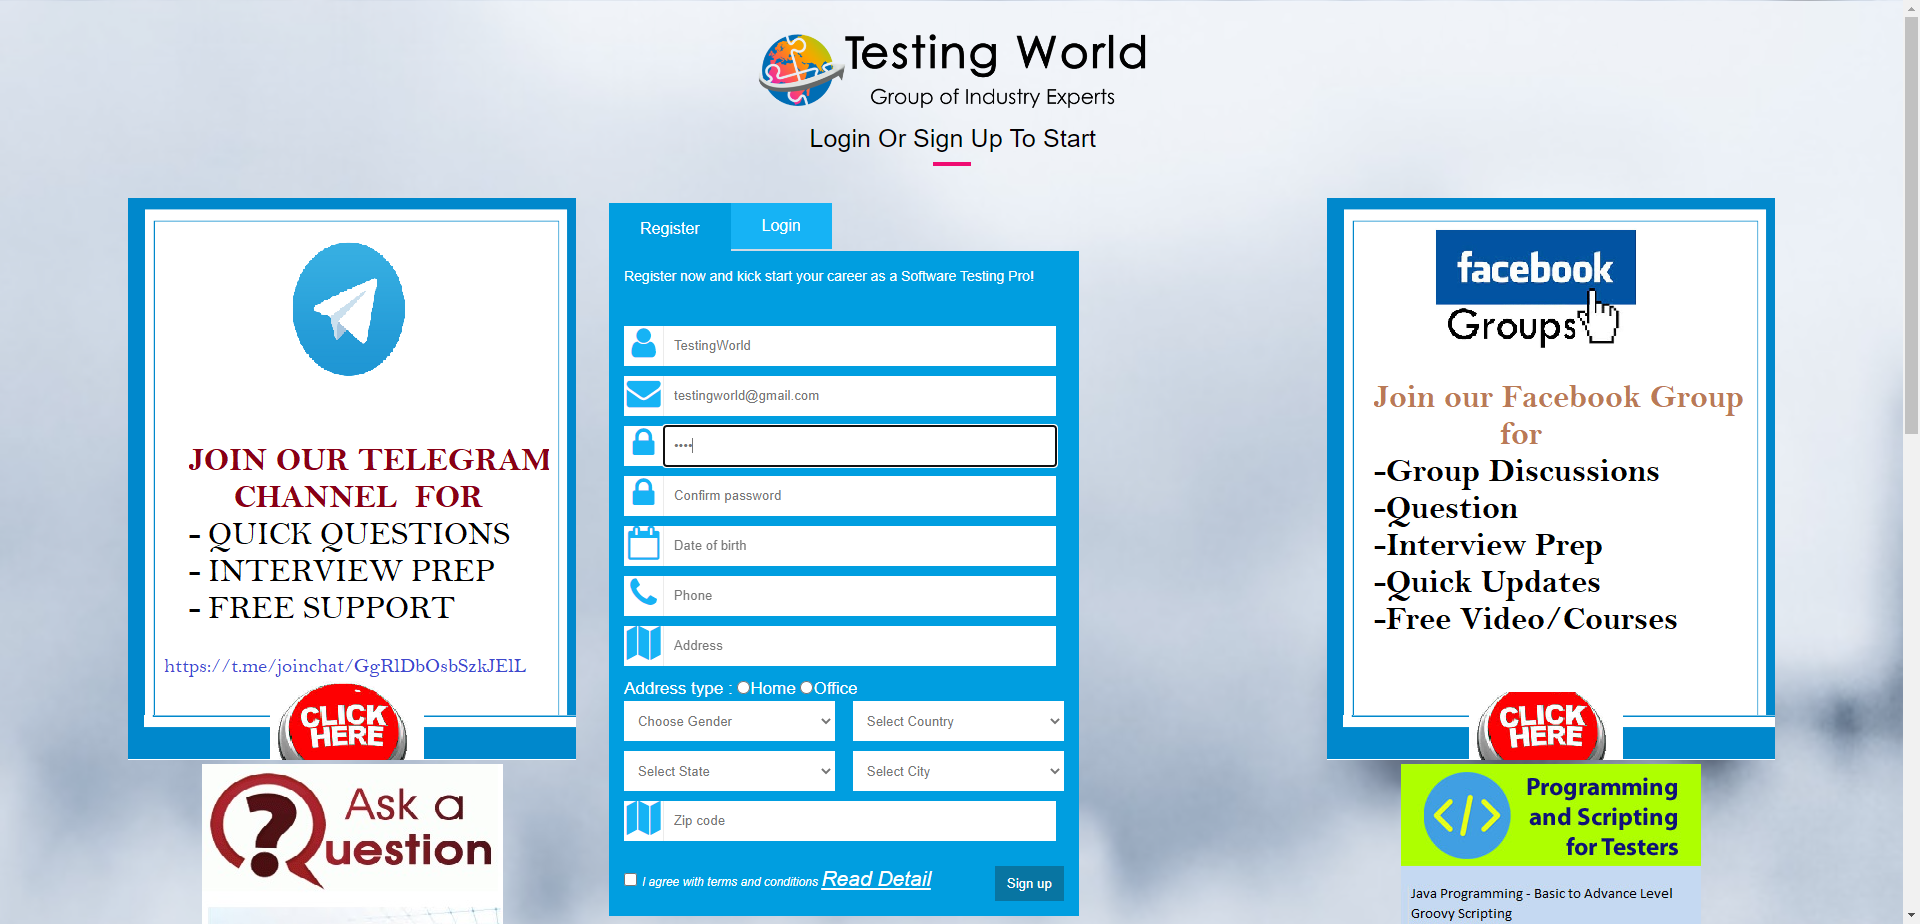 Testing World
Group of Industry Experts
Login Or Sign Up To Start
JOIN OUR TELEGRAM
CHANNEL FOR
- QUICK QUESTIONS
- INTERVIEW PREP
- FREE SUPPORT
https://t.me/joinchat/GgRlDbOsbSzkJElL
CLICK
HERE
Ask a
Question
Register
Login
Register now and kick start your career as a Software Testing Pro!
TestingWorld
testingworld@gmail.com
••••
Confirm password
Date of birth
Phone
Address
Address type : Home Office
Choose Gender
Select Country
Select State
Select City
Zip code
I agree with terms and conditions Read Detail
Sign up
facebook
Groups
Join our Facebook Group
for
-Group Discussions
-Question
-Interview Prep
-Quick Updates
-Free Video/Courses
CLICK
HERE
</>
Programming
and Scripting
for Testers
Java Programming - Basic to Advance Level
Groovy Scripting